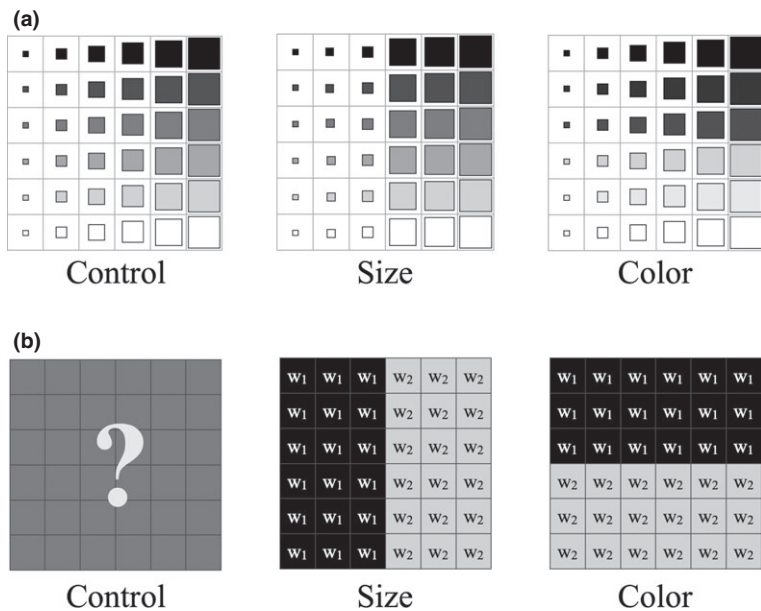 (a)
Control Size Color
(b)
? w1 w1 w1 w2 w2 w2 w1 w1 w1 w1 w1 w1
w1 w1 w1 w2 w2 w2 w1 w1 w1 w1 w1 w1
w1 w1 w1 w2 w2 w2 w1 w1 w1 w1 w1 w1
w1 w1 w1 w2 w2 w2 w2 w2 w2 w2 w2 w2
w1 w1 w1 w2 w2 w2 w2 w2 w2 w2 w2 w2
w1 w1 w1 w2 w2 w2 w2 w2 w2 w2 w2 w2
Control Size Color